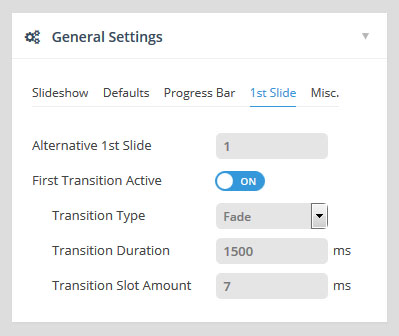 General Settings
Slideshow Defaults Progress Bar 1st Slide Misc.
Alternative 1st Slide 1
First Transition Active ON
Transition Type Fade
Transition Duration 1500 ms
Transition Slot Amount 7 ms